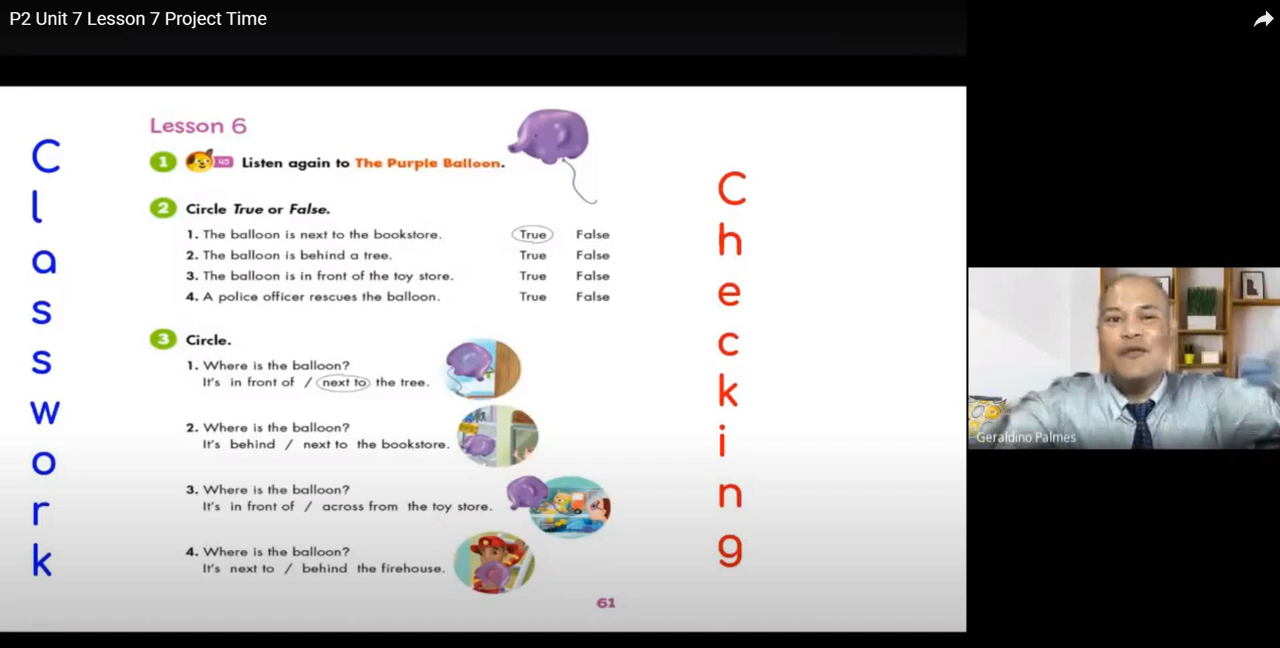 P2 Unit 7 Lesson 7 Project Time
Classwork
Lesson 6
1 45 Listen again to The Purple Balloon.
2 Circle True or False.
1. The balloon is next to the bookstore. True False
2. The balloon is behind a tree. True False
3. The balloon is in front of the toy store. True False
4. A police officer rescues the balloon. True False
3 Circle.
1. Where is the balloon?
It's in front of / next to the tree.
2. Where is the balloon?
It's behind / next to the bookstore.
3. Where is the balloon?
It's in front of / across from the toy store.
4. Where is the balloon?
It's next to / behind the firehouse.
61
Checking
Geraldino Palmes